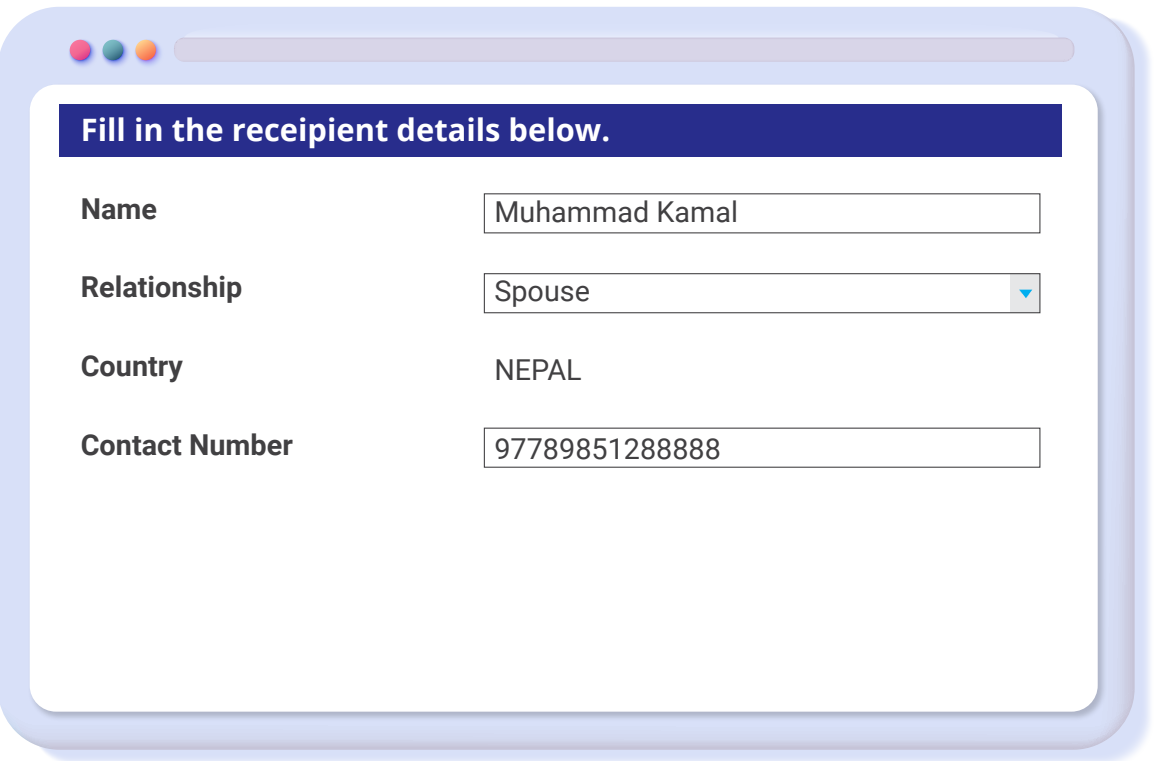 Fill in the receipient details below.
Name Muhammad Kamal
Relationship Spouse
Country NEPAL
Contact Number 97789851288888